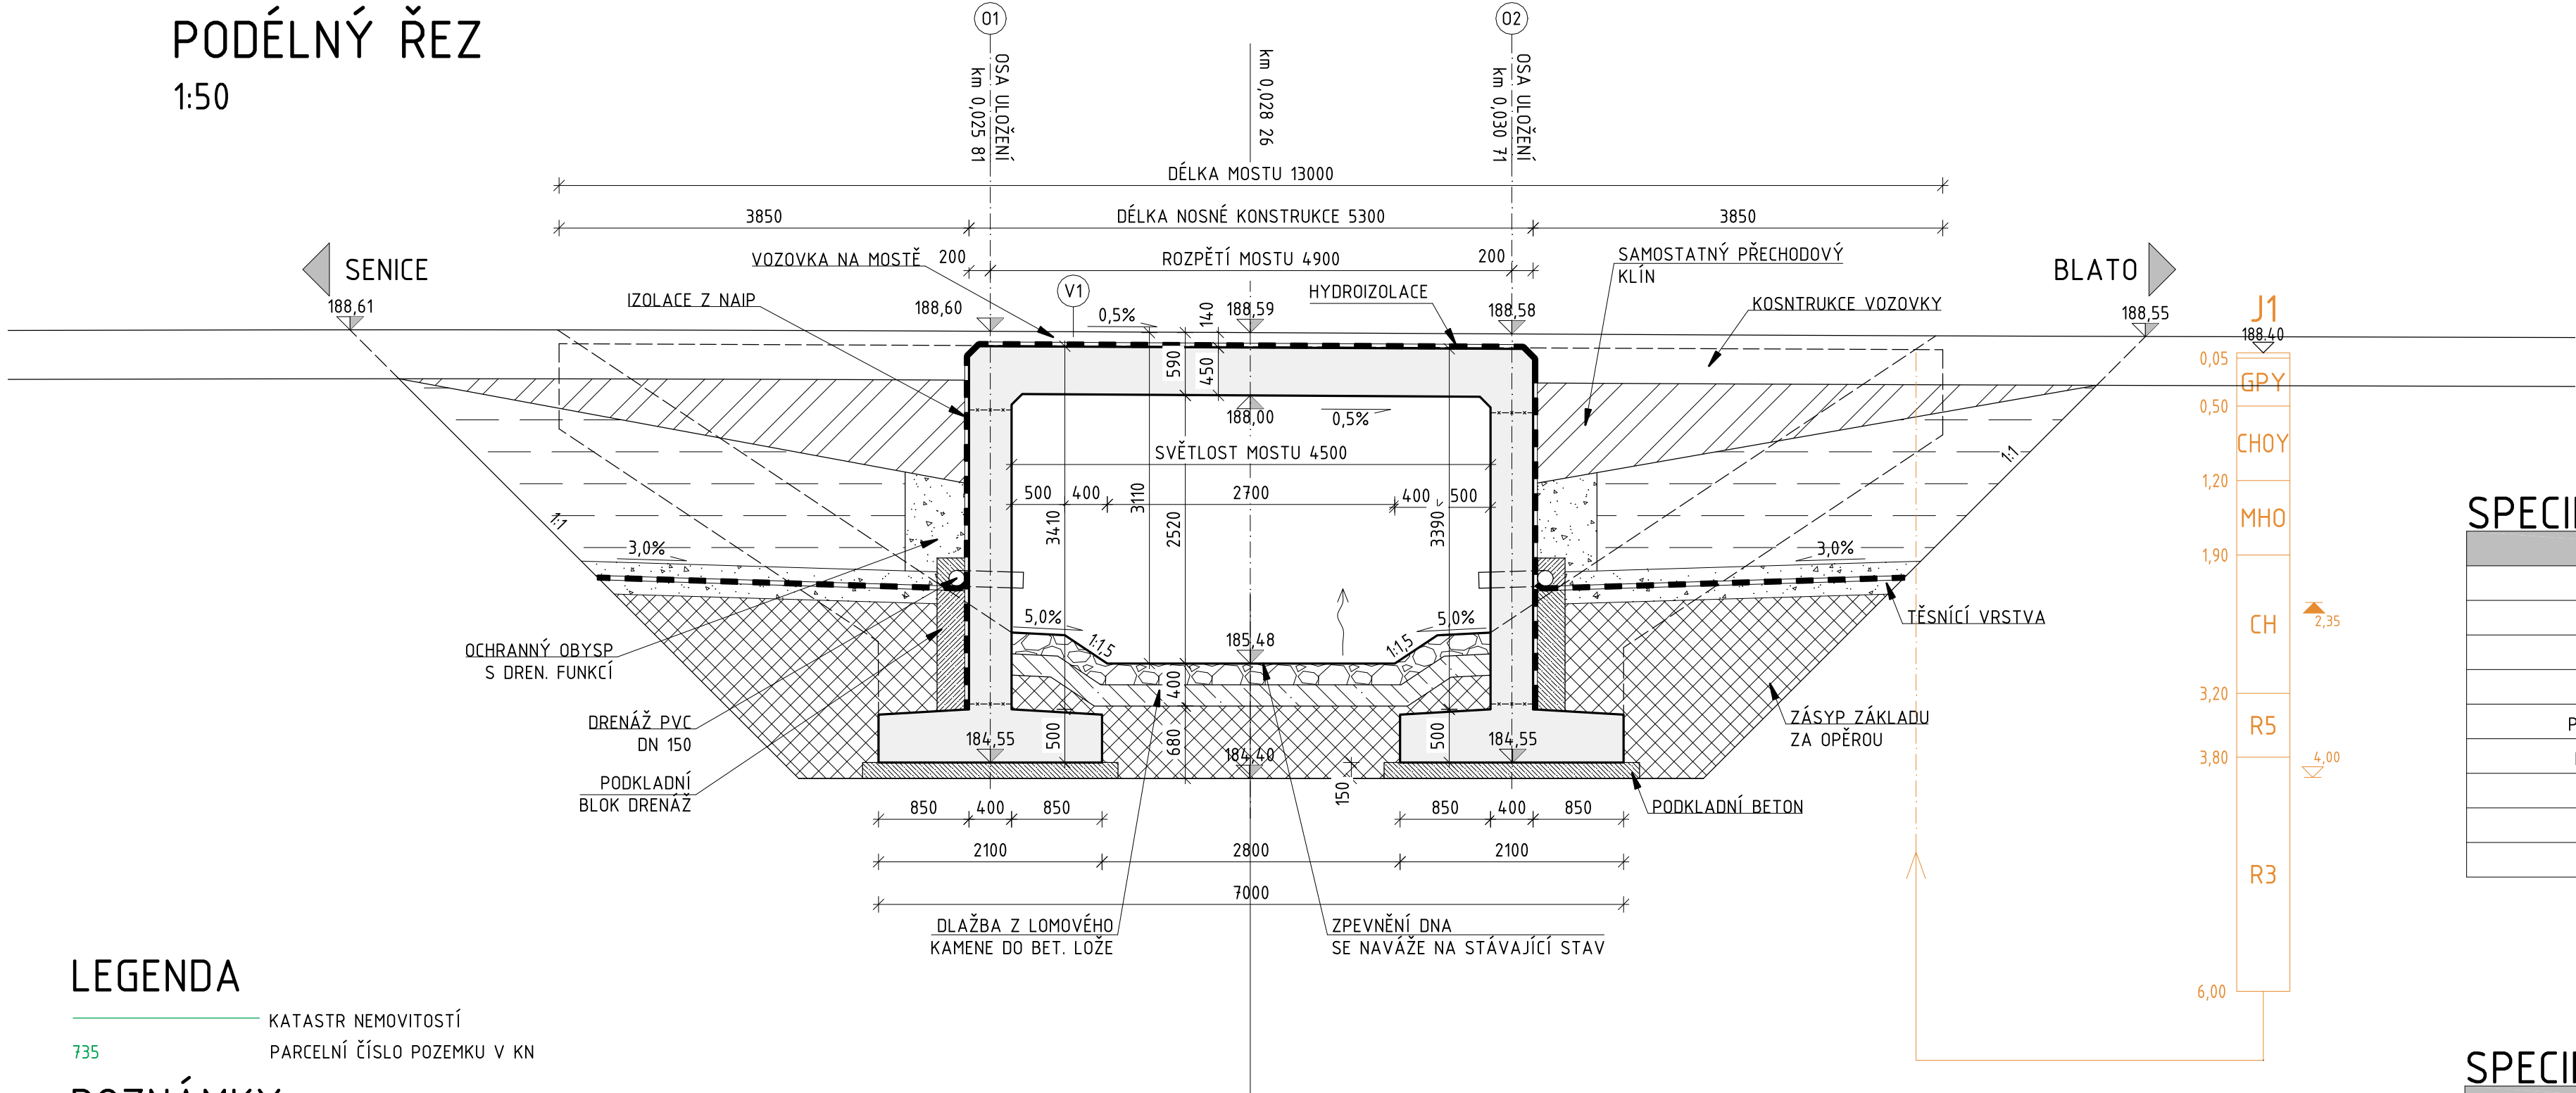 PODÉLNÝ ŘEZ
1:50
O1
O2
OSA ULOŽENÍ
km 0,025 81
km 0,028 26
OSA ULOŽENÍ
km 0,030 71
DÉLKA MOSTU 13000
3850
DÉLKA NOSNÉ KONSTRUKCE 5300
3850
VOZOVKA NA MOSTĚ
200
ROZPĚTÍ MOSTU 4900
200
SAMOSTATNÝ PŘECHODOVÝ
KLÍN
SENICE
BLATO
188,61
IZOLACE Z NAIP
188,60
V1
0,5%
140
188,59
HYDROIZOLACE
188,58
KOSNTRUKCE VOZOVKY
188,55
J1
188.40
0,05
GPY
0,50
CHOY
1,20
MHO
1,90
CH
2,35
3,20
R5
3,80
4,00
R3
6,00
590
450
188,00
0,5%
SVĚTLOST MOSTU 4500
500
400
2700
400
500
3410
3110
2520
3390
1:1
1:1
3,0%
3,0%
5,0%
1:1,5
185,48
1:1,5
5,0%
TĚSNÍCÍ VRSTVA
OCHRANNÝ OBYSP
S DREN. FUNKCÍ
DRENÁŽ PVC
DN 150
PODKLADNÍ
BLOK DRENÁŽ
400
680
500
500
184,55
184,40
184,55
150
ZÁSYP ZÁKLADU
ZA OPĚROU
PODKLADNÍ BETON
850
400
850
850
400
850
2100
2800
2100
7000
DLAŽBA Z LOMOVÉHO
KAMENE DO BET. LOŽE
ZPEVNĚNÍ DNA
SE NAVÁŽE NA STÁVAJÍCÍ STAV
LEGENDA
KATASTR NEMOVITOSTÍ
735
PARCELNÍ ČÍSLO POZEMKU V KN